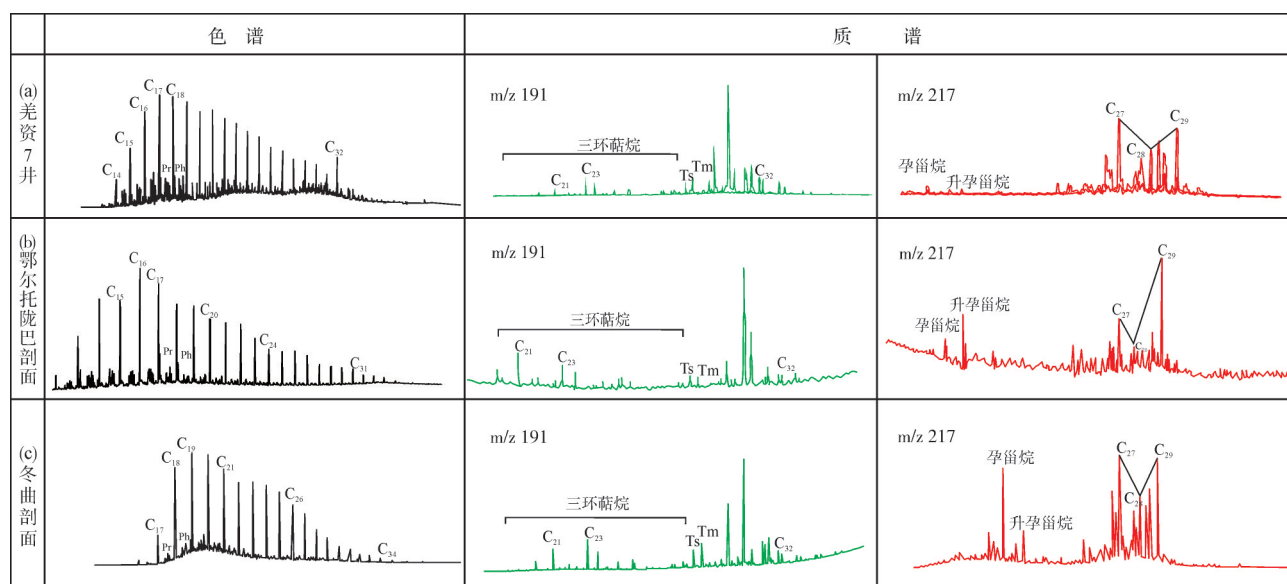 色 谱
质 谱
(a)羌资7井
C14
C15
C16
C17
C18
Pr
Ph
C32
m/z 191
三环萜烷
C21
C23
Ts
Tm
C32
m/z 217
孕甾烷
升孕甾烷
C27
C28
C29
(b)鄂尔托陇巴剖面
C15
C16
C17
Pr
Ph
C20
C24
C31
m/z 191
三环萜烷
C21
C23
Ts
Tm
C32
m/z 217
孕甾烷
升孕甾烷
C27
C29
(c)冬曲剖面
C17
C18
C19
Pr
Ph
C21
C26
C34
m/z 191
三环萜烷
C21
C23
Ts
Tm
C32
m/z 217
孕甾烷
升孕甾烷
C27
C28
C29